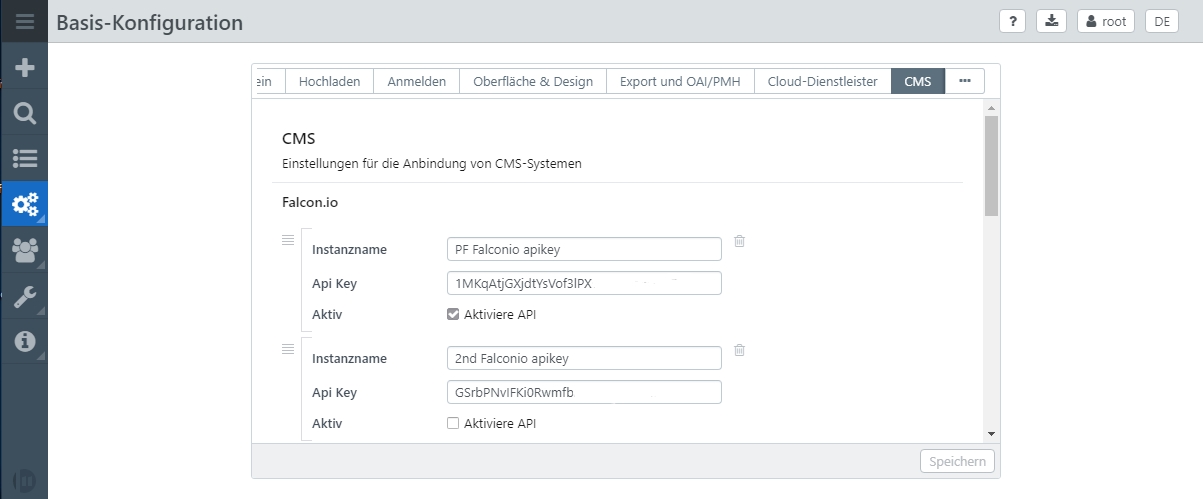 Basis-Konfiguration
?
root
DE
ein
Hochladen
Anmelden
Oberfläche & Design
Export und OAI/PMH
Cloud-Dienstleister
CMS
•••
CMS
Einstellungen für die Anbindung von CMS-Systemen
Falcon.io
Instanzname PF Falconio apikey
Api Key 1MKqAtjGXjdtYsVof3lPX
Aktiv Aktiviere API
Instanzname 2nd Falconio apikey
Api Key GSrbPNvIFKi0Rwmfb
Aktiv Aktiviere API
Speichern